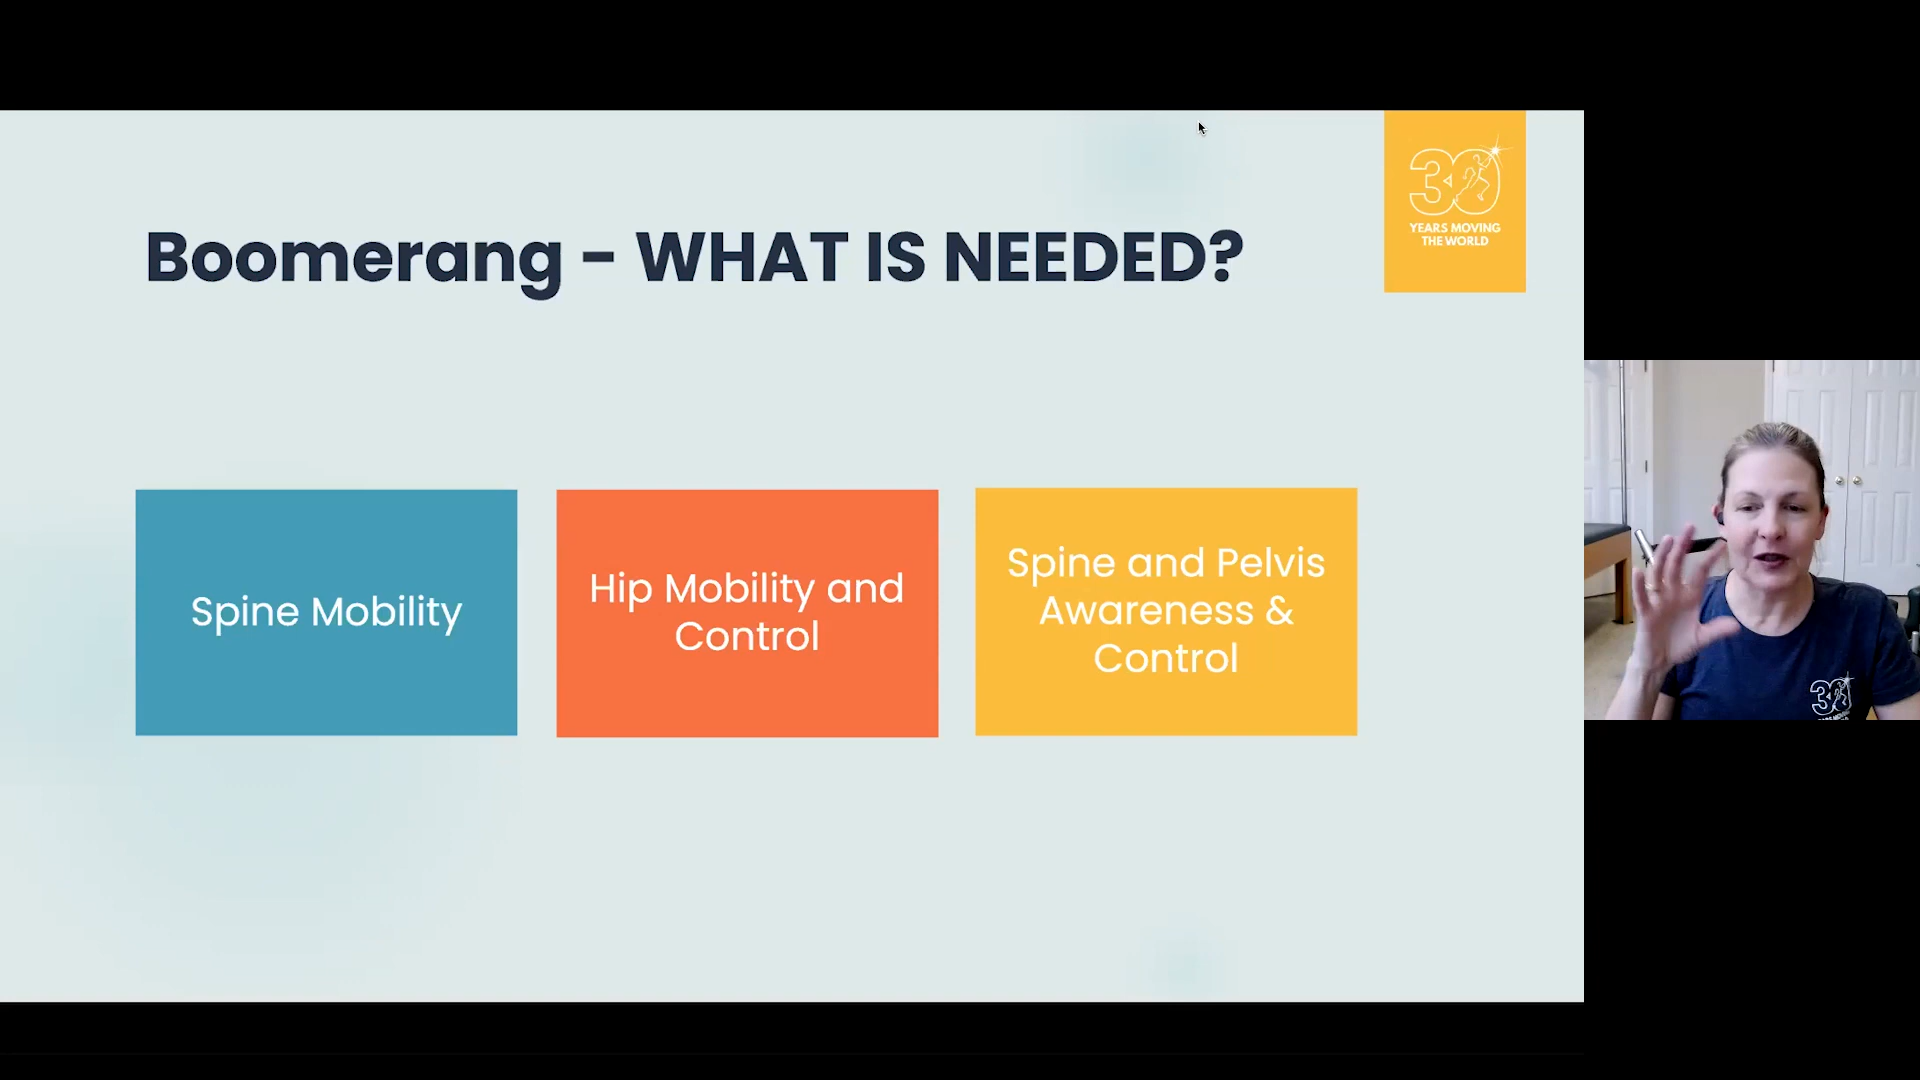 30
YEARS MOVING
THE WORLD
Boomerang - WHAT IS NEEDED?
Spine Mobility
Hip Mobility and
Control
Spine and Pelvis
Awareness &
Control
30